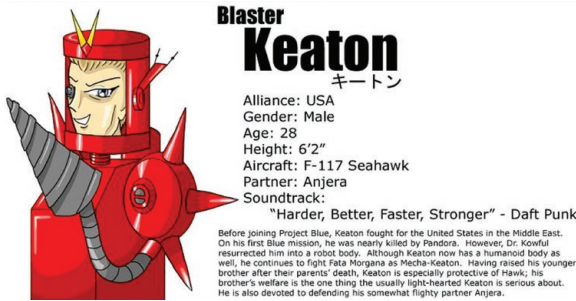 Blaster
Keaton
キートン
Alliance: USA
Gender: Male
Age: 28
Height: 6'2"
Aircraft: F-117 Seahawk
Partner: Anjera
Soundtrack:
"Harder, Better, Faster, Stronger" - Daft Punk
Before joining Project Blue, Keaton fought for the United States in the Middle East.
On his first Blue mission, he was nearly killed by Pandora. However, Dr. Kowful
resurrected him into a robot body. Although Keaton now has a humanoid body as
well, he continues to fight Fata Morgana as Mecha-Keaton. Having raised his younger
brother after their parents' death, Keaton is especially protective of Hawk; his
brother's welfare is the one thing the usually light-hearted Keaton is serious about.
He is also devoted to defending his somewhat flighty partner Anjera.